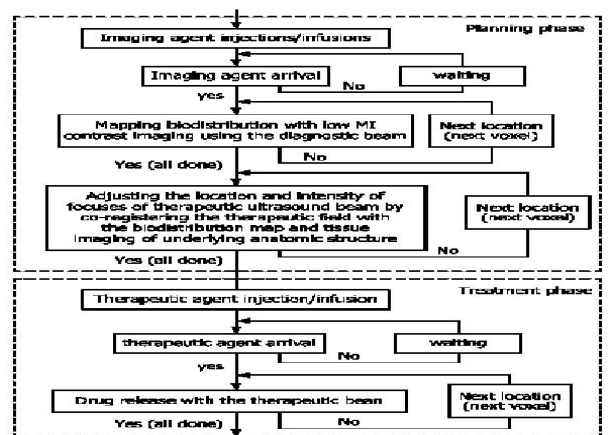 Planning phase
Imaging agent injections/infusions
Imaging agent arrival
No
waiting
yes
Mapping biodistribution with low MI
contrast imaging using the diagnostic beam
Next location
(next voxel)
No
Yes (all done)
Adjusting the location and intensity of
focuses of therapeutic ultrasound beam by
co-registering the therapeutic field with
the biodistribution map and tissue
imaging of underlying anatomic structure
Next location
(next voxel)
No
Yes (all done)
Treatment phase
Therapeutic agent injection/infusion
therapeutic agent arrival
No
waiting
yes
Drug release with the therapeutic bean
Next location
(next voxel)
No
Yes (all done)